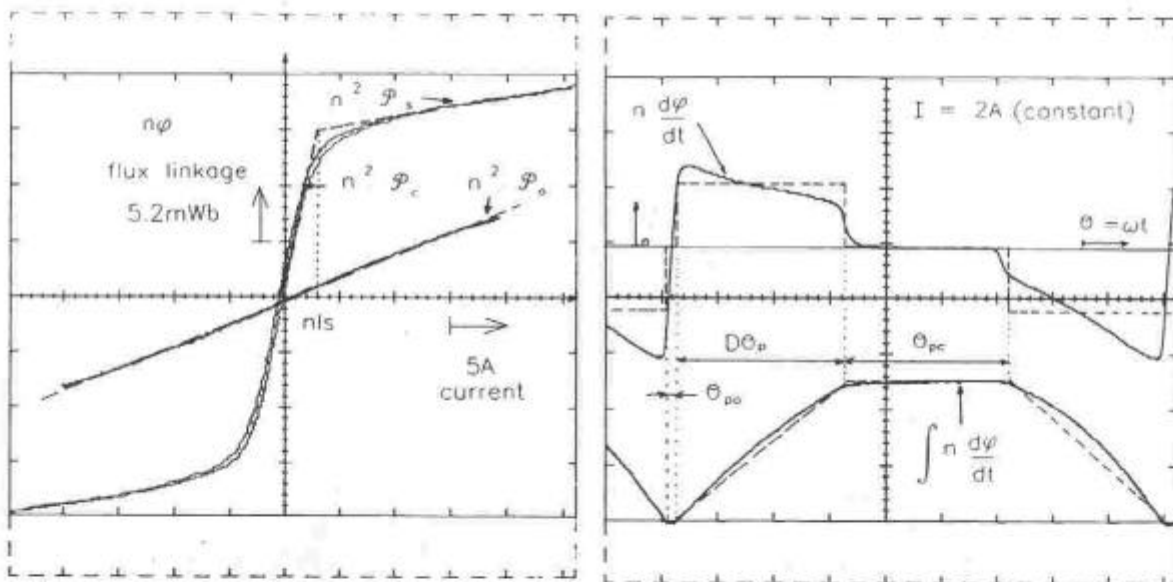 n² 𝒫ₛ
nφ
flux linkage
5.2mWb
n² 𝒫c
n² 𝒫o
nIs
5A
current
n dφ/dt
I = 2A (constant)
θ = ωt
Dθp
θpc
θpo
∫ n dφ/dt